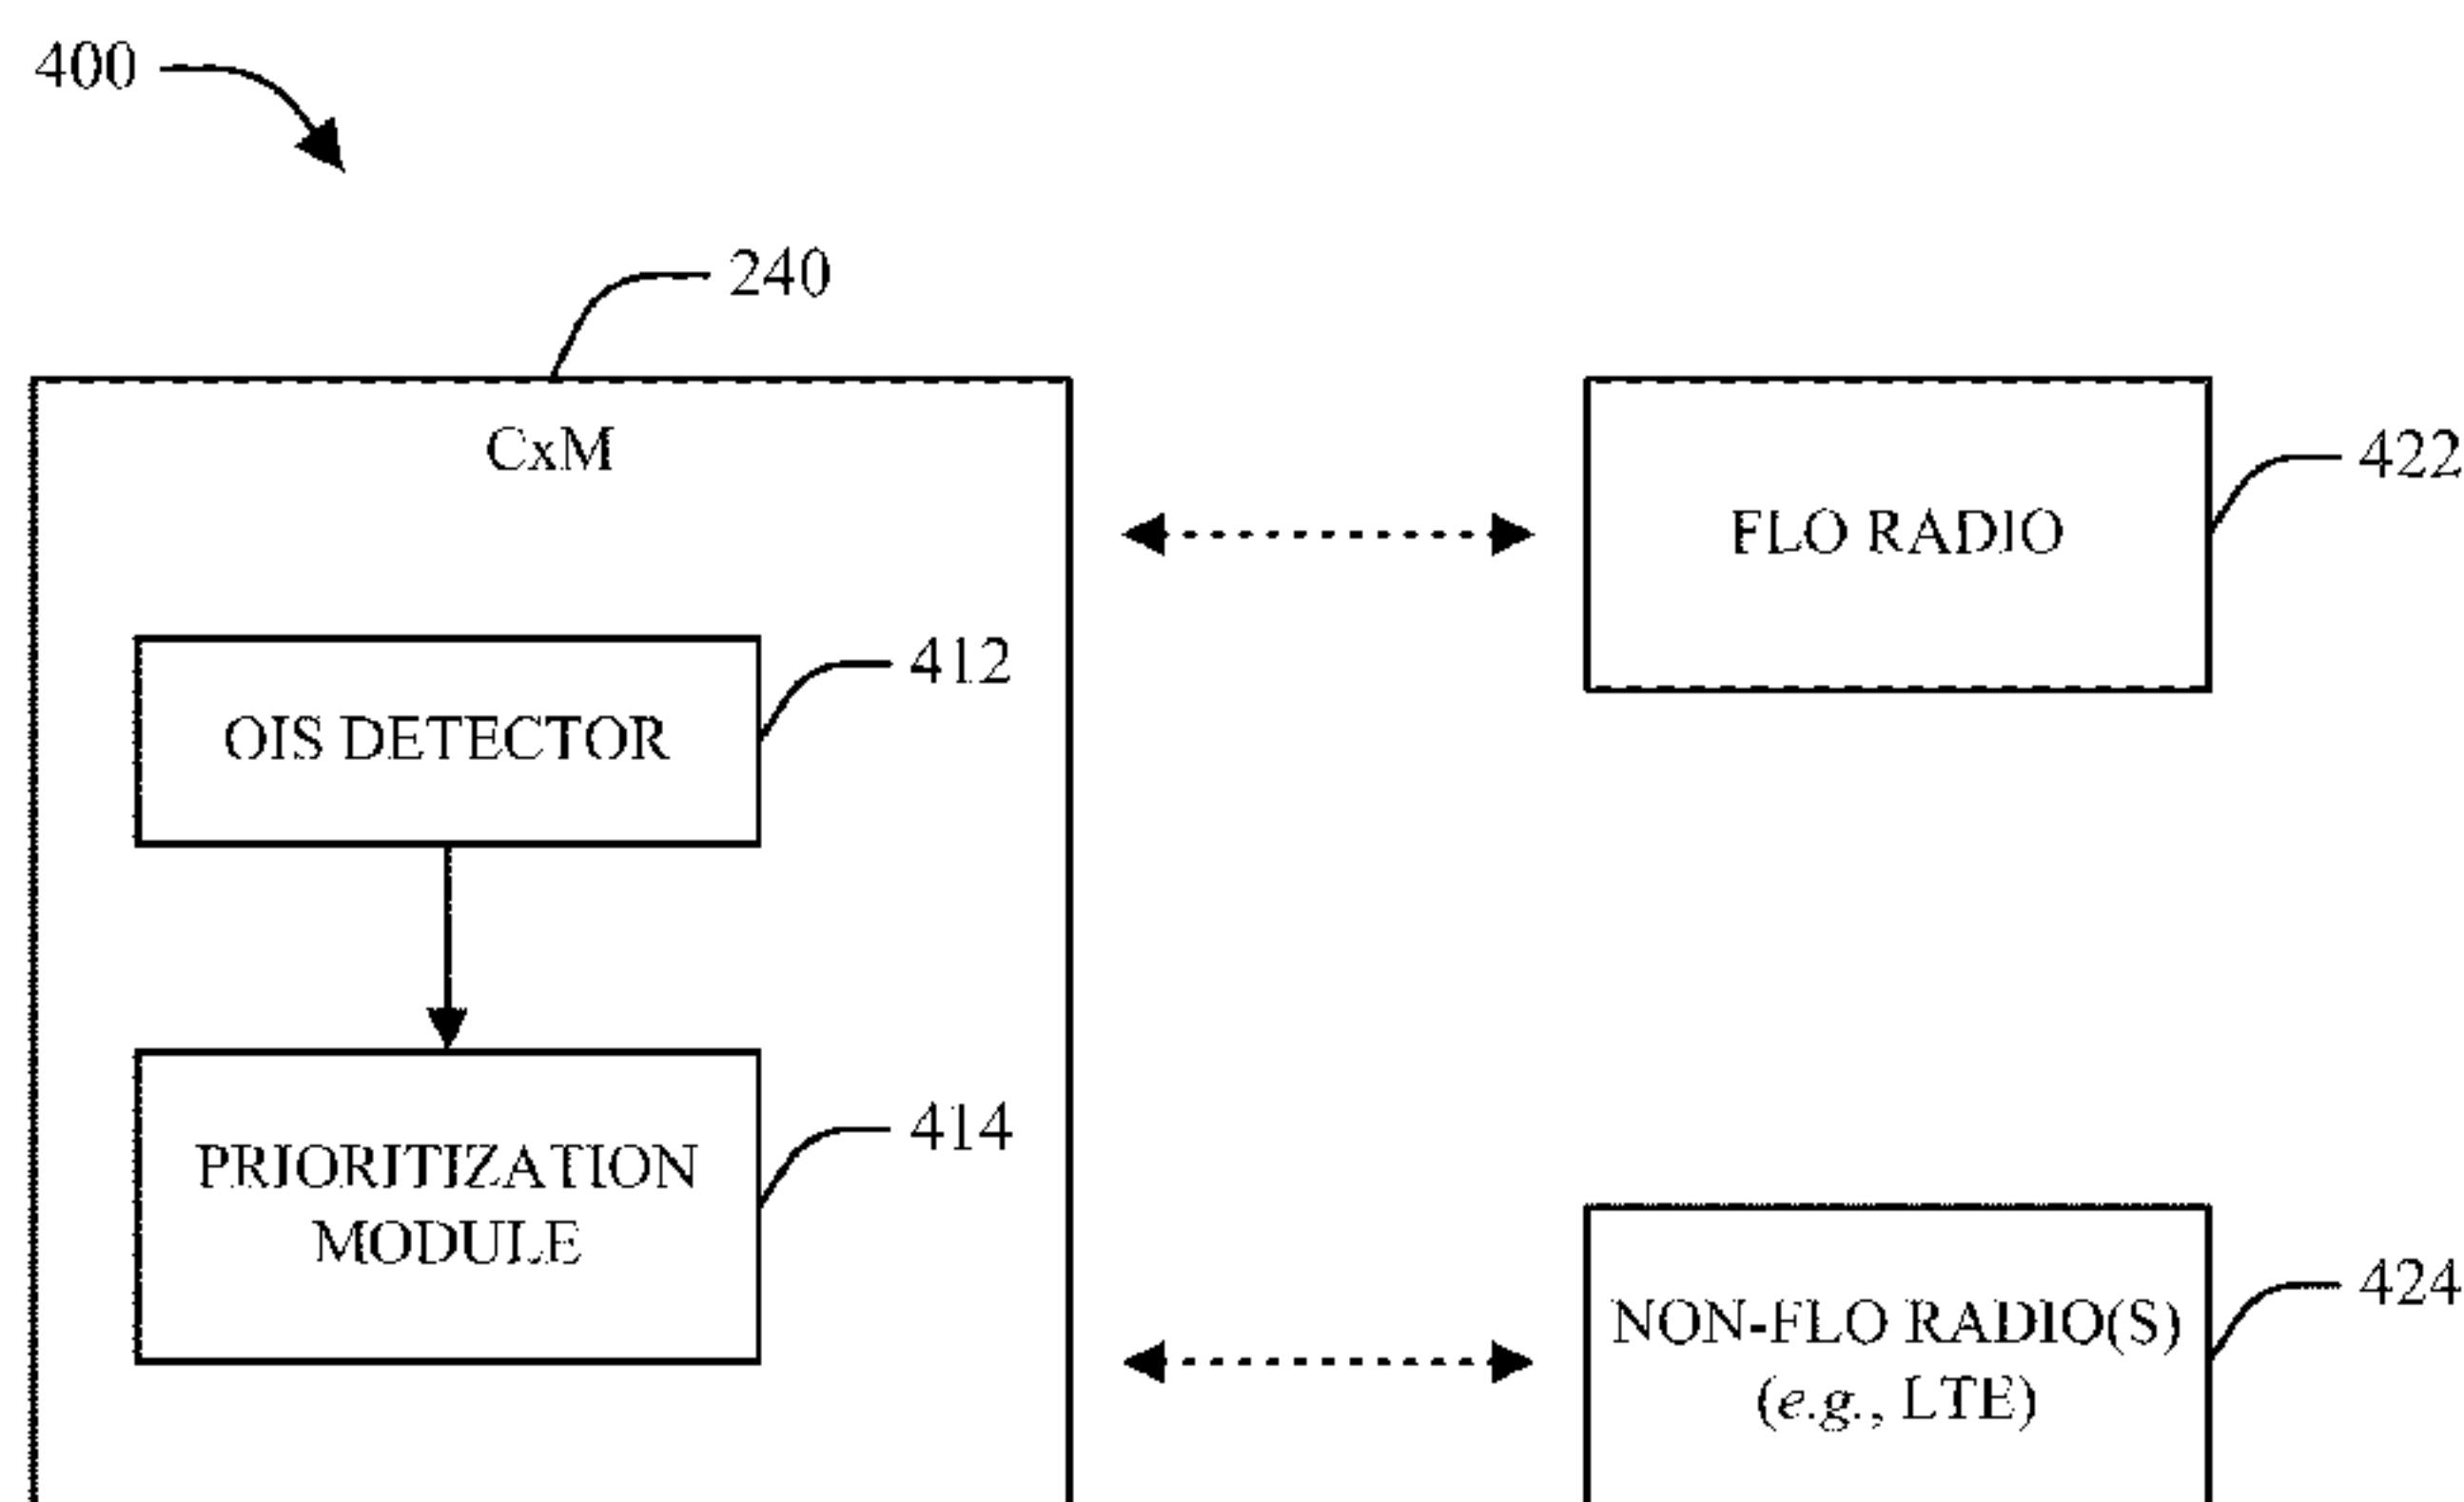 400
240
CxM
422
FLO RADIO
412
OIS DETECTOR
414
PRIORITIZATION
MODULE
424
NON-FLO RADIO(S)
(e.g., LTE)